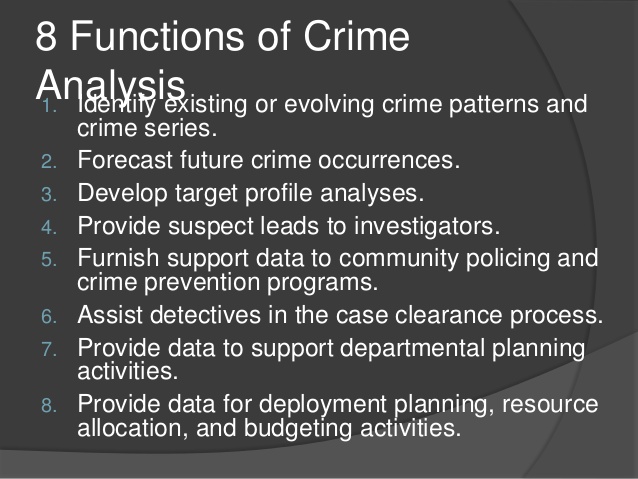 8 Functions of Crime
Analysis
1. Identify existing or evolving crime patterns and
crime series.
2. Forecast future crime occurrences.
3. Develop target profile analyses.
4. Provide suspect leads to investigators.
5. Furnish support data to community policing and
crime prevention programs.
6. Assist detectives in the case clearance process.
7. Provide data to support departmental planning
activities.
8. Provide data for deployment planning, resource
allocation, and budgeting activities.